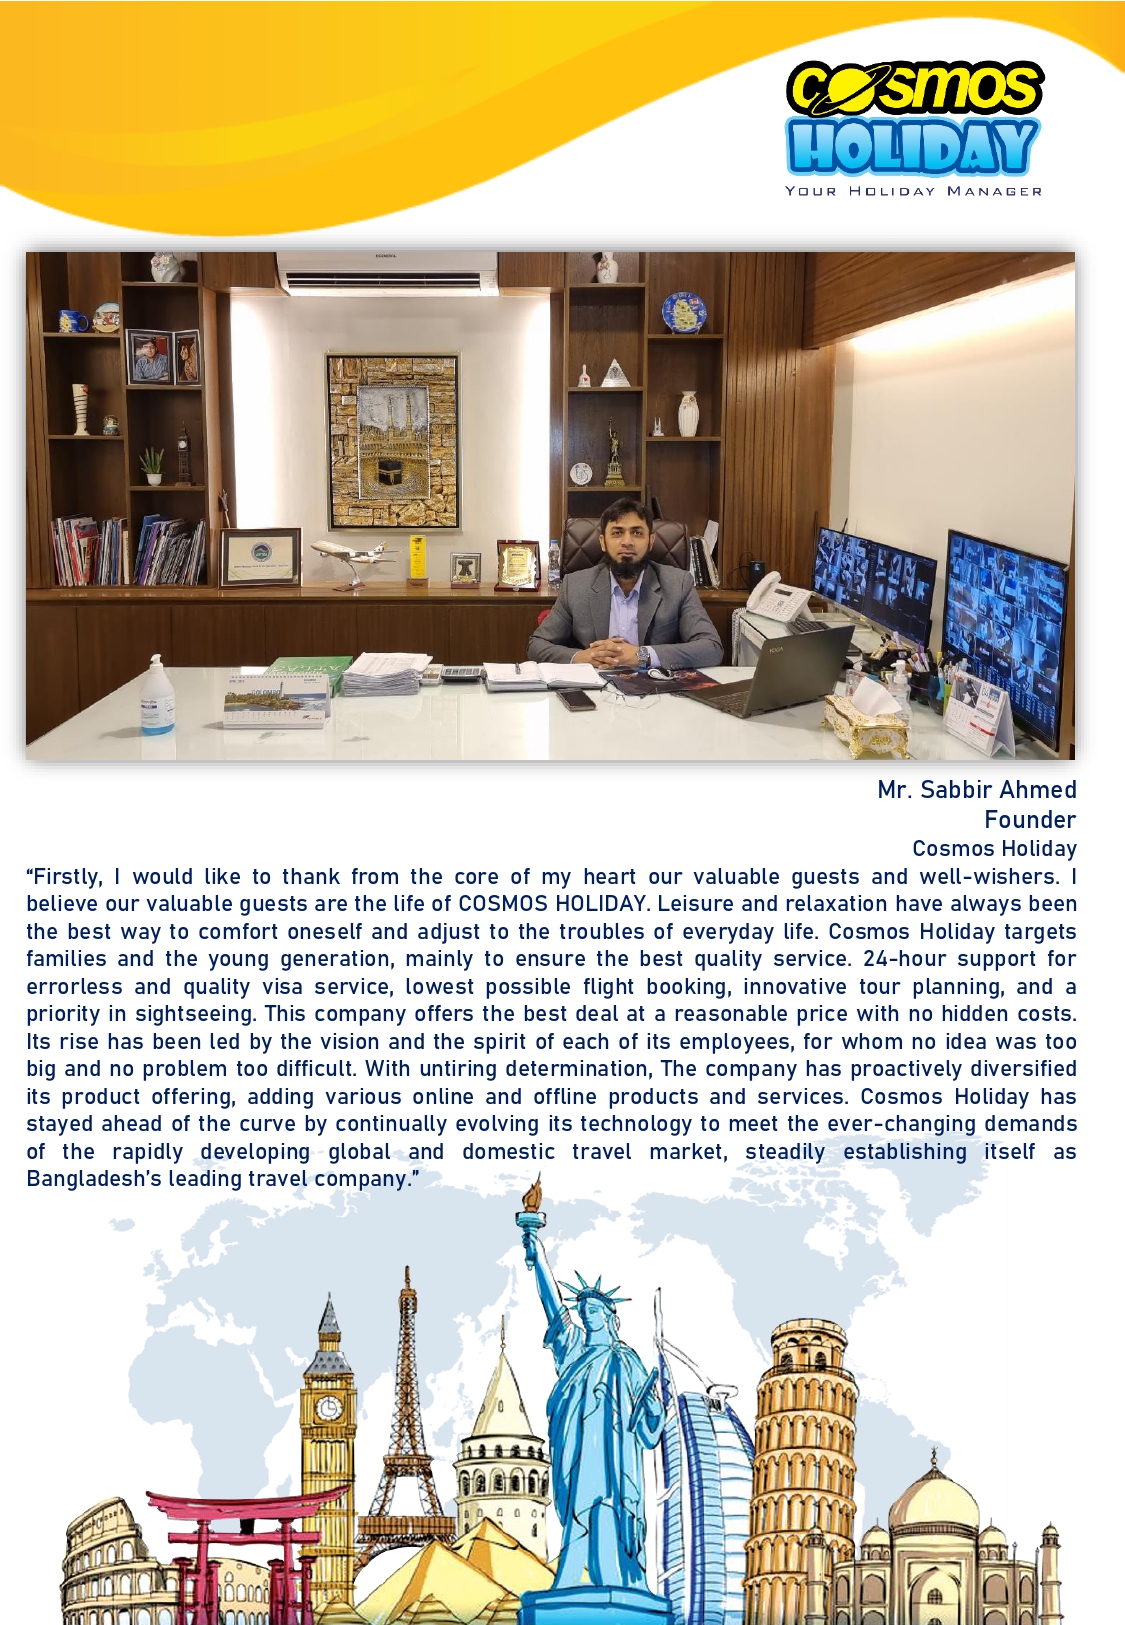 COSMOS
HOLIDAY
YOUR HOLIDAY MANAGER
Mr. Sabbir Ahmed
Founder
Cosmos Holiday
“Firstly, I would like to thank from the core of my heart our valuable guests and well-wishers. I
believe our valuable guests are the life of COSMOS HOLIDAY. Leisure and relaxation have always been
the best way to comfort oneself and adjust to the troubles of everyday life. Cosmos Holiday targets
families and the young generation, mainly to ensure the best quality service. 24-hour support for
errorless and quality visa service, lowest possible flight booking, innovative tour planning, and a
priority in sightseeing. This company offers the best deal at a reasonable price with no hidden costs.
Its rise has been led by the vision and the spirit of each of its employees, for whom no idea was too
big and no problem too difficult. With untiring determination, The company has proactively diversified
its product offering, adding various online and offline products and services. Cosmos Holiday has
stayed ahead of the curve by continually evolving its technology to meet the ever-changing demands
of the rapidly developing global and domestic travel market, steadily establishing itself as
Bangladesh’s leading travel company.”